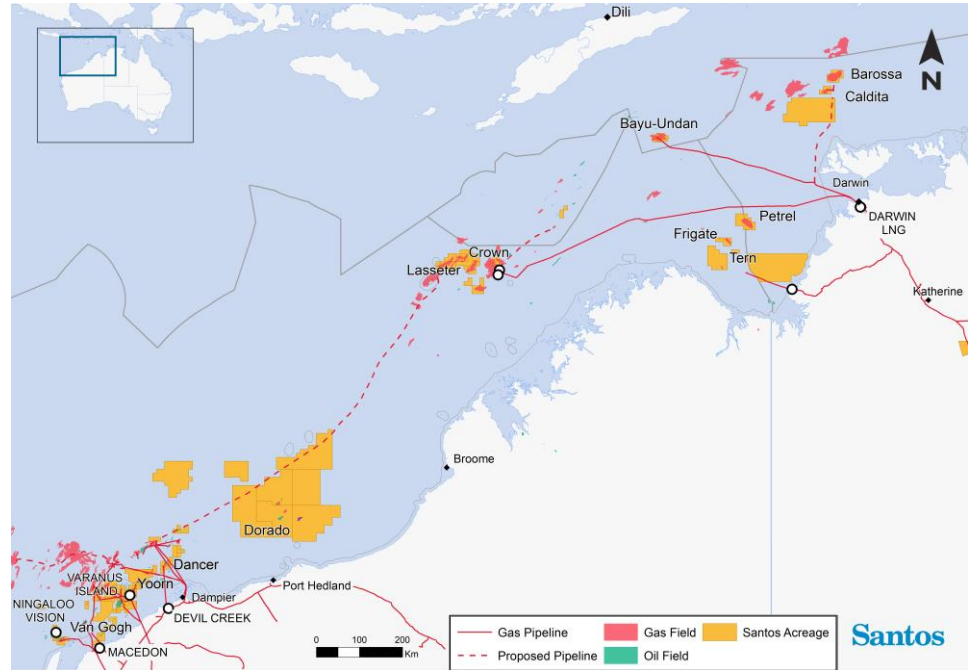 Dili
N
Barossa
Caldita
Bayu-Undan
Darwin
DARWIN
LNG
Petrel
Frigate
Tern
Crown
Lasseter
Katherine
Broome
Dorado
Dancer
VARANUS
ISLAND
Yoorn
Port Hedland
Dampier
NINGALOO
VISION
DEVIL CREEK
Van Gogh
MACEDON
0 100 200
Km
Gas Pipeline
Gas Field
Santos Acreage
Proposed Pipeline
Oil Field
Santos